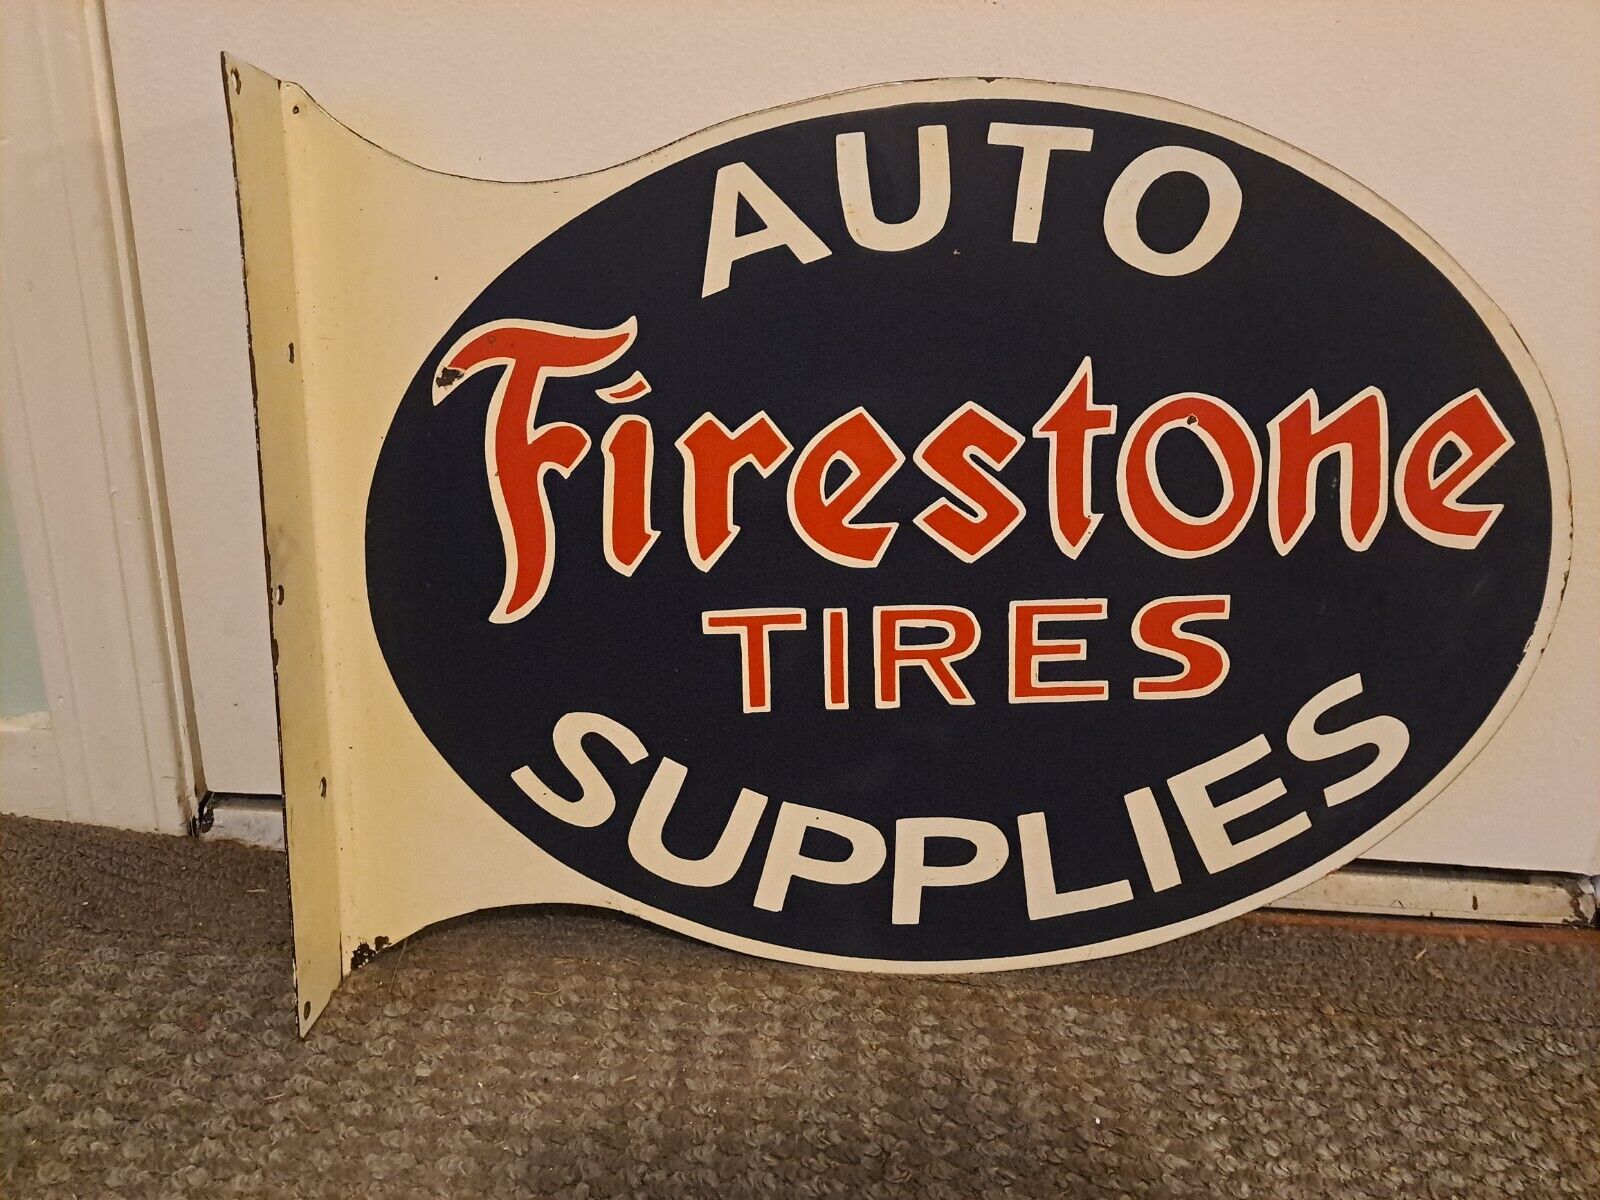 AUTO
Firestone
TIRES
SUPPLIES